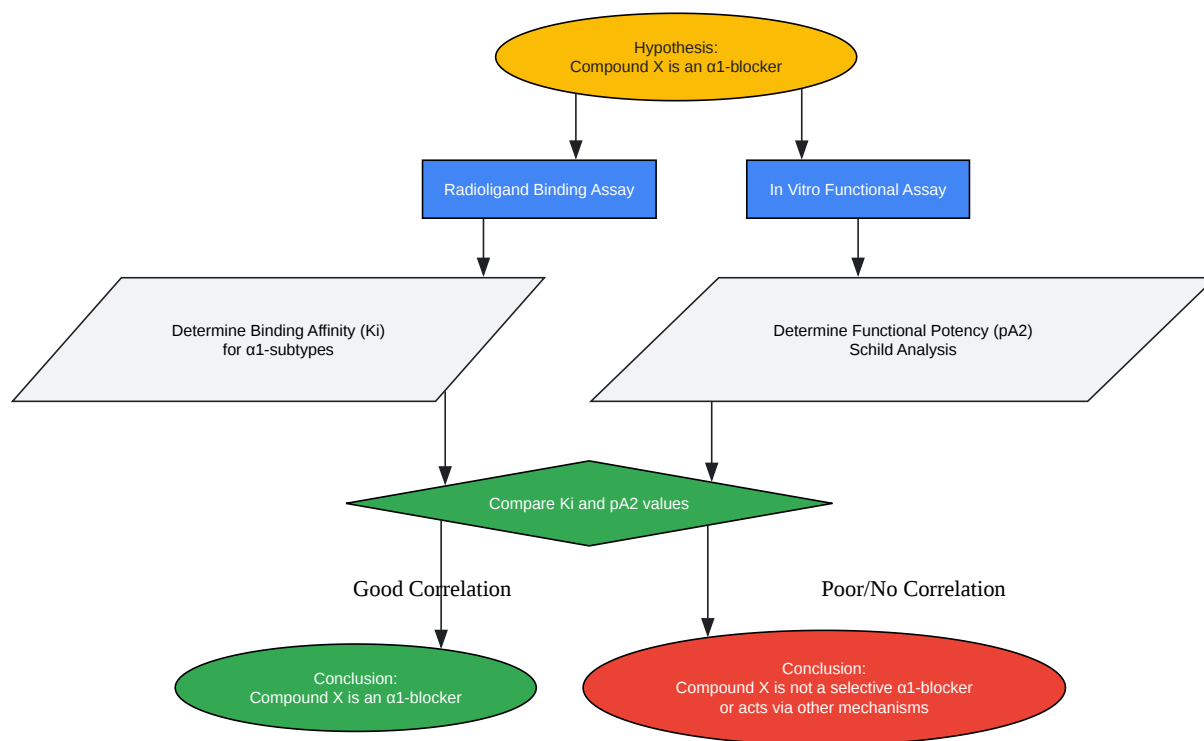 Hypothesis:
Compound X is an α1-blocker
Radioligand Binding Assay
In Vitro Functional Assay
Determine Binding Affinity (Ki)
for α1-subtypes
Determine Functional Potency (pA2)
Schild Analysis
Compare Ki and pA2 values
Good Correlation
Poor/No Correlation
Conclusion:
Compound X is an α1-blocker
Conclusion:
Compound X is not a selective α1-blocker
or acts via other mechanisms